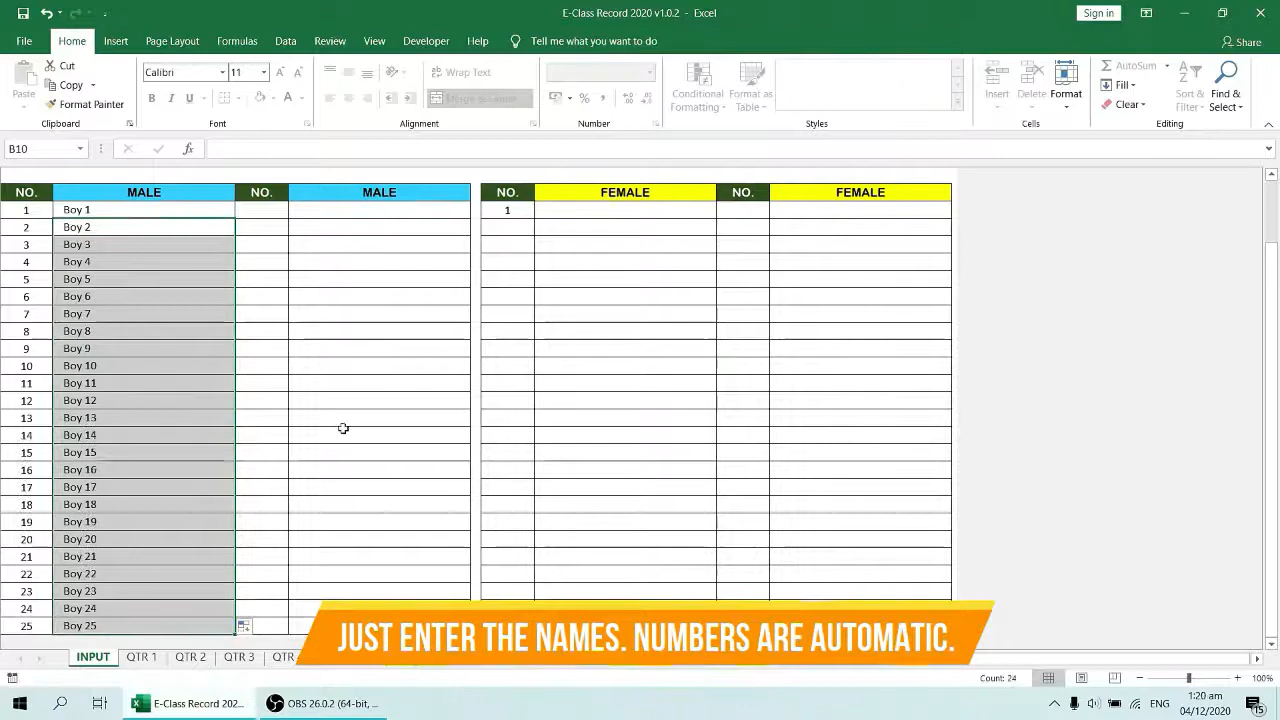 E-Class Record 2020 v1.0.2 - Excel
Sign in
File Home Insert Page Layout Formulas Data Review View Developer Help Tell me what you want to do Share
Paste
Cut
Copy
Format Painter
Calibri 11
Wrap Text
Merge & Center
Conditional Formatting
Format as Table
Insert Delete Format
AutoSum
Fill
Clear
Sort & Filter
Find & Select
Clipboard Font Alignment Number Styles Cells Editing
B10
NO. MALE NO. MALE NO. FEMALE NO. FEMALE
1 Boy 1 1
2 Boy 2
3 Boy 3
4 Boy 4
5 Boy 5
6 Boy 6
7 Boy 7
8 Boy 8
9 Boy 9
10 Boy 10
11 Boy 11
12 Boy 12
13 Boy 13
14 Boy 14
15 Boy 15
16 Boy 16
17 Boy 17
18 Boy 18
19 Boy 19
20 Boy 20
21 Boy 21
22 Boy 22
23 Boy 23
24 Boy 24
25 Boy 25
JUST ENTER THE NAMES. NUMBERS ARE AUTOMATIC.
INPUT QTR 1 QTR 2 QTR 3 QTR
Count: 24 100%
E-Class Record 202...
OBS 26.0.2 (64-bit, ...
ENG
1:20 am
04/12/2020
15